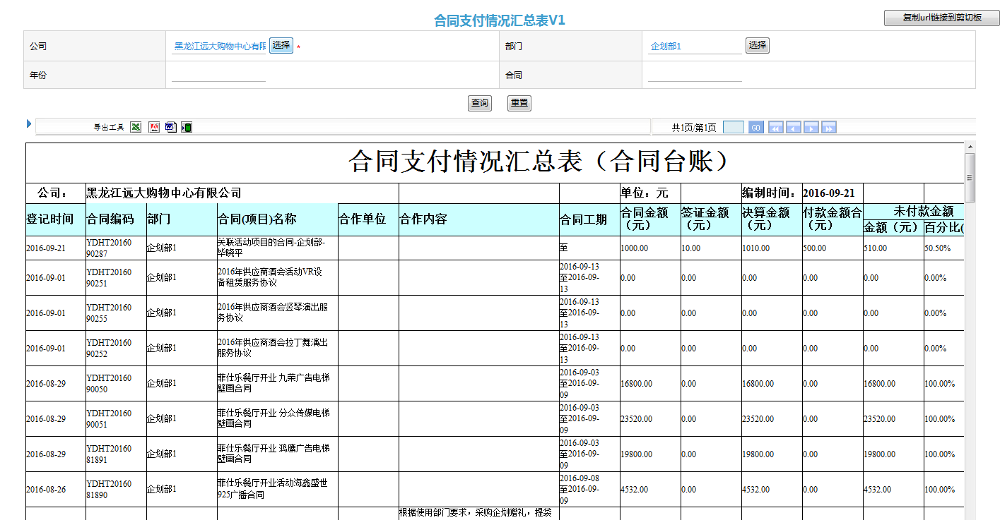 合同支付情况汇总表V1
复制url链接到剪切板
公司 黑龙江远大购物中心有限 选择 * 部门 企划部1 选择
年份 合同
查询 重置
导出工具 共1页/第1页 GO
合同支付情况汇总表（合同台账）
公司： 黑龙江远大购物中心有限公司 单位：元 编制时间： 2016-09-21
登记时间 合同编码 部门 合同(项目)名称 合作单位 合作内容 合同工期 合同金额（元） 签证金额（元） 决算金额（元） 付款金额合（元） 未付款金额
金额（元） 百分比(
2016-09-21 YDHT2016090287 企划部1 关联活动项目的合同-企划部-毕晓平 至 1000.00 10.00 1010.00 500.00 510.00 50.50%
2016-09-01 YDHT2016090251 企划部1 2016年供应商酒会活动VR设备租赁服务协议 2016-09-13至2016-09-13 0.00 0.00 0.00 0.00 0.00 0.00%
2016-09-01 YDHT2016090255 企划部1 2016年供应商酒会竖琴演出服务协议 2016-09-13至2016-09-13 0.00 0.00 0.00 0.00 0.00 0.00%
2016-09-01 YDHT2016090252 企划部1 2016年供应商酒会拉丁舞演出服务协议 2016-09-13至2016-09-13 0.00 0.00 0.00 0.00 0.00 0.00%
2016-08-29 YDHT2016090050 企划部1 菲仕乐餐厅开业 九荣广告电梯壁画合同 2016-09-03至2016-09-09 16800.00 0.00 16800.00 0.00 16800.00 100.00%
2016-08-29 YDHT2016090051 企划部1 菲仕乐餐厅开业 分众传媒电梯壁画合同 2016-09-03至2016-09-09 23520.00 0.00 23520.00 0.00 23520.00 100.00%
2016-08-29 YDHT2016081891 企划部1 菲仕乐餐厅开业 鸿鹰广告电梯壁画合同 2016-09-03至2016-09-09 19800.00 0.00 19800.00 0.00 19800.00 100.00%
2016-08-26 YDHT2016081890 企划部1 菲仕乐餐厅开业活动海鑫盛世925广播合同 2016-09-08至2016-09-09 4532.00 0.00 4532.00 0.00 4532.00 100.00%
根据使用部门要求，采购企划赠礼，提袋